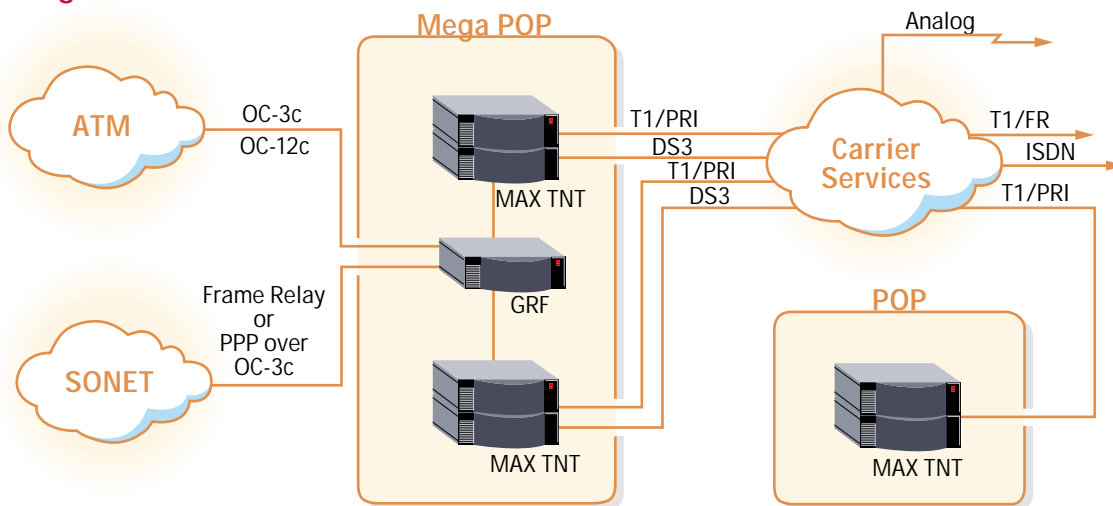 Mega POP
Analog
ATM
OC-3c
OC-12c
T1/PRI
DS3
T1/PRI
DS3
MAX TNT
Carrier
Services
T1/FR
ISDN
T1/PRI
GRF
Frame Relay
or
PPP over
OC-3c
SONET
MAX TNT
POP
MAX TNT